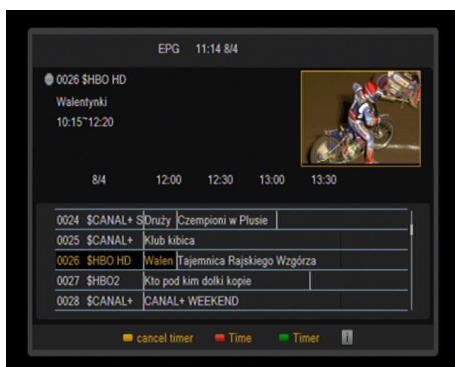 EPG 11:14 8/4
0026 $HBO HD
Walentynki
10:15~12:20
8/4 12:00 12:30 13:00 13:30
0024 $CANAL+ S Druży Czempioni w Plusie
0025 $CANAL+ Klub kibica
0026 $HBO HD Walen Tajemnica Rajskiego Wzgórza
0027 $HBO2 Kto pod kim dolki kopie
0028 $CANAL+ CANAL+ WEEKEND
cancel timer Time Timer i